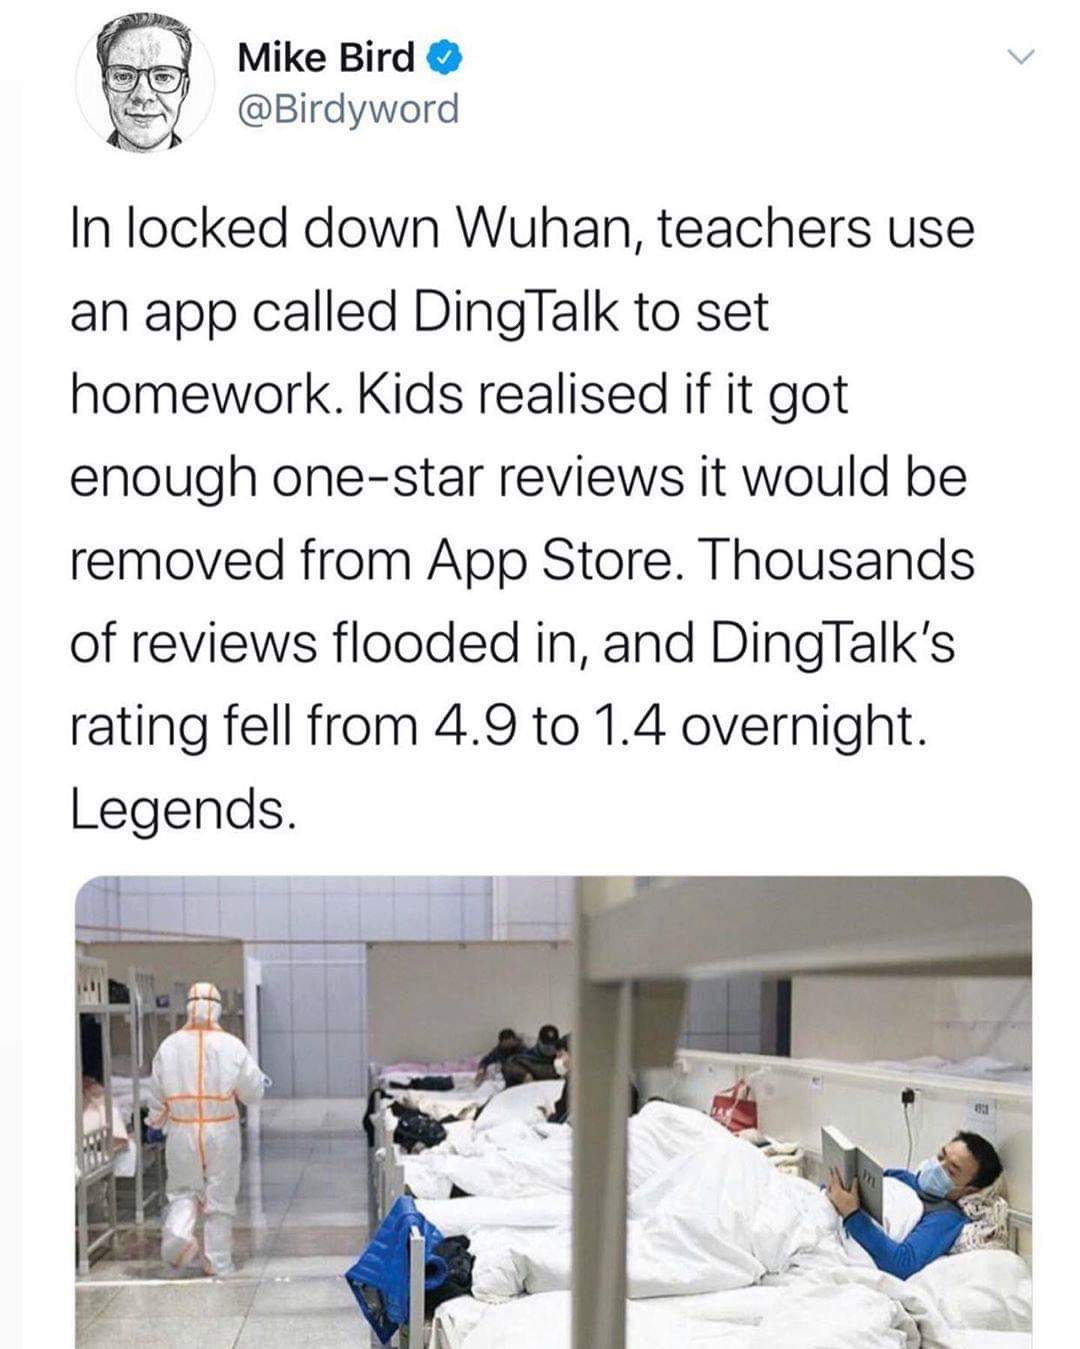 Mike Bird
@Birdyword
In locked down Wuhan, teachers use
an app called DingTalk to set
homework. Kids realised if it got
enough one-star reviews it would be
removed from App Store. Thousands
of reviews flooded in, and DingTalk's
rating fell from 4.9 to 1.4 overnight.
Legends.